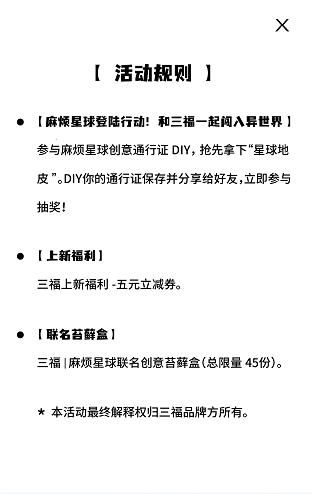 【 活动规则 】
【麻烦星球登陆行动！和三福一起闯入异世界】
参与麻烦星球创意通行证 DIY，抢先拿下“星球地
皮 ”。DIY你的通行证保存并分享给好友，立即参与
抽奖！
【上新福利】
三福上新福利 -五元立减券。
【联名苔藓盒】
三福 | 麻烦星球联名创意苔藓盒（总限量 45份）。
* 本活动最终解释权归三福品牌方所有。